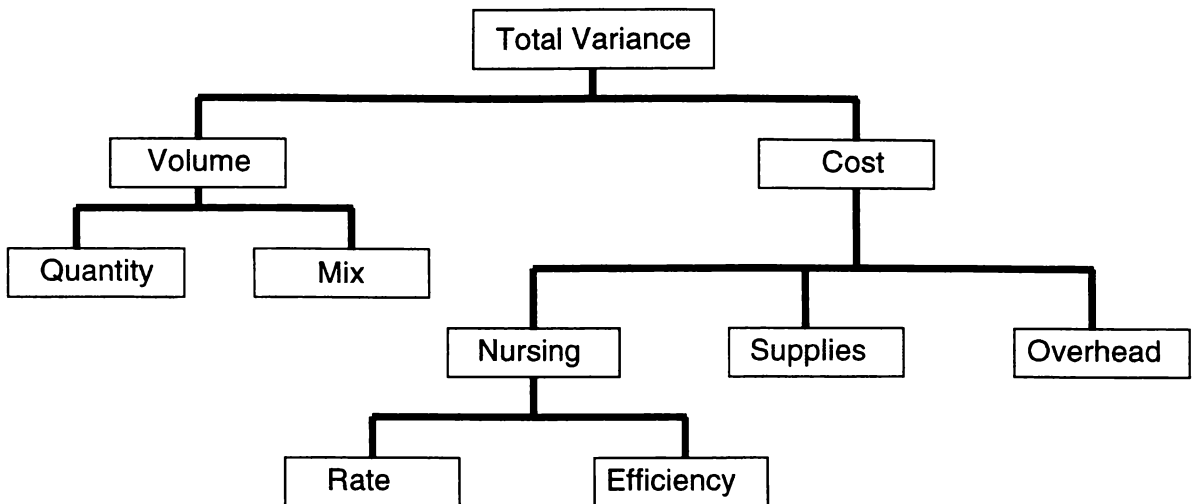 Total Variance
Volume
Cost
Quantity
Mix
Nursing
Supplies
Overhead
Rate
Efficiency